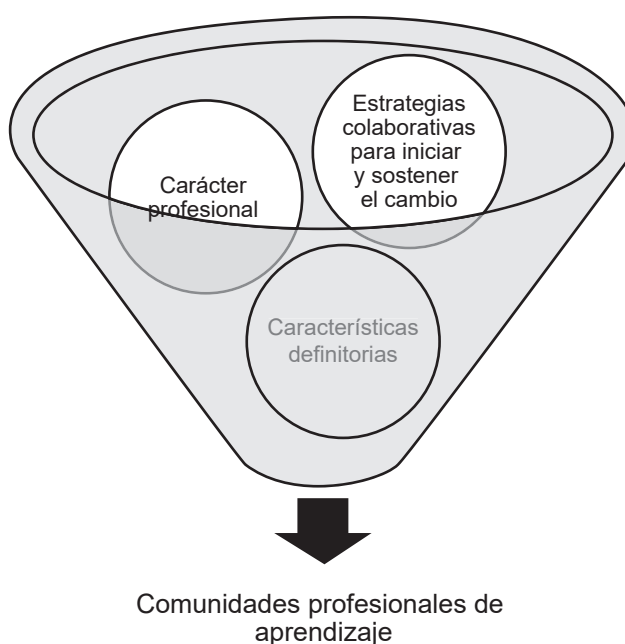 Carácter
profesional
Estrategias
colaborativas
para iniciar
y sostener
el cambio
Características
definitorias
Comunidades profesionales de
aprendizaje